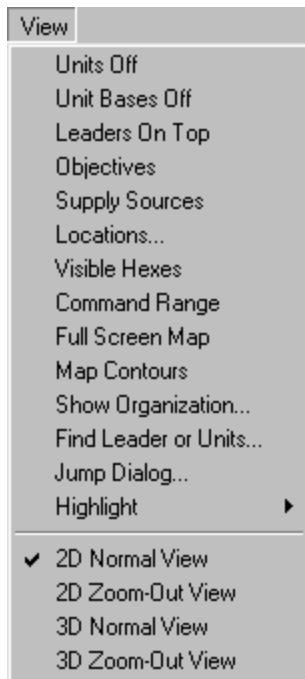 View
Units Off
Unit Bases Off
Leaders On Top
Objectives
Supply Sources
Locations...
Visible Hexes
Command Range
Full Screen Map
Map Contours
Show Organization...
Find Leader or Units...
Jump Dialog...
Highlight
2D Normal View
2D Zoom-Out View
3D Normal View
3D Zoom-Out View